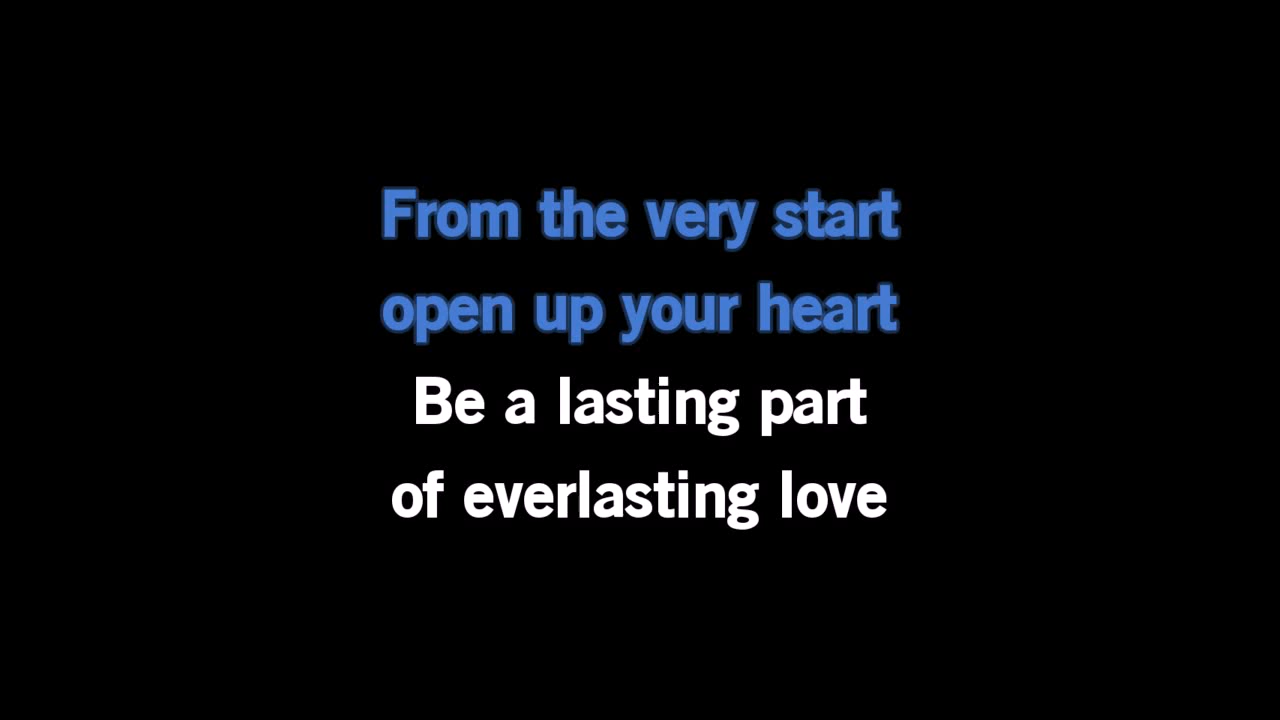 From the very start
open up your heart
Be a lasting part
of everlasting love